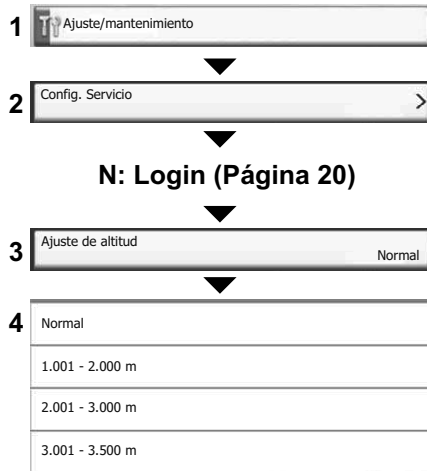 1 Ajuste/mantenimiento
2 Config. Servicio >
N: Login (Página 20)
3 Ajuste de altitud
Normal
4 Normal
1.001 - 2.000 m
2.001 - 3.000 m
3.001 - 3.500 m